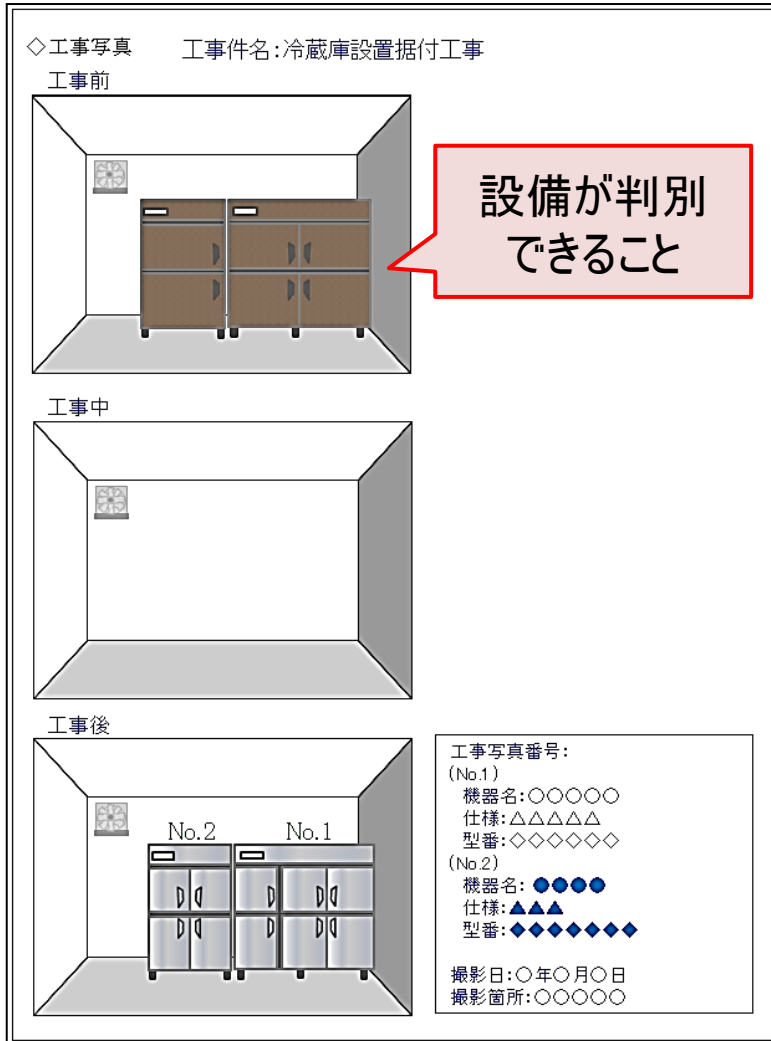 ◇工事写真　工事件名:冷蔵庫設置据付工事
工事前
設備が判別
できること
工事中
工事後
No.2 No.1
工事写真番号:
(No.1)
機器名:○○○○○
仕様:△△△△△
型番:◇◇◇◇◇◇
(No.2)
機器名:●●●●
仕様:▲▲▲
型番:◆◆◆◆◆◆◆
撮影日:○年○月○日
撮影箇所:○○○○○